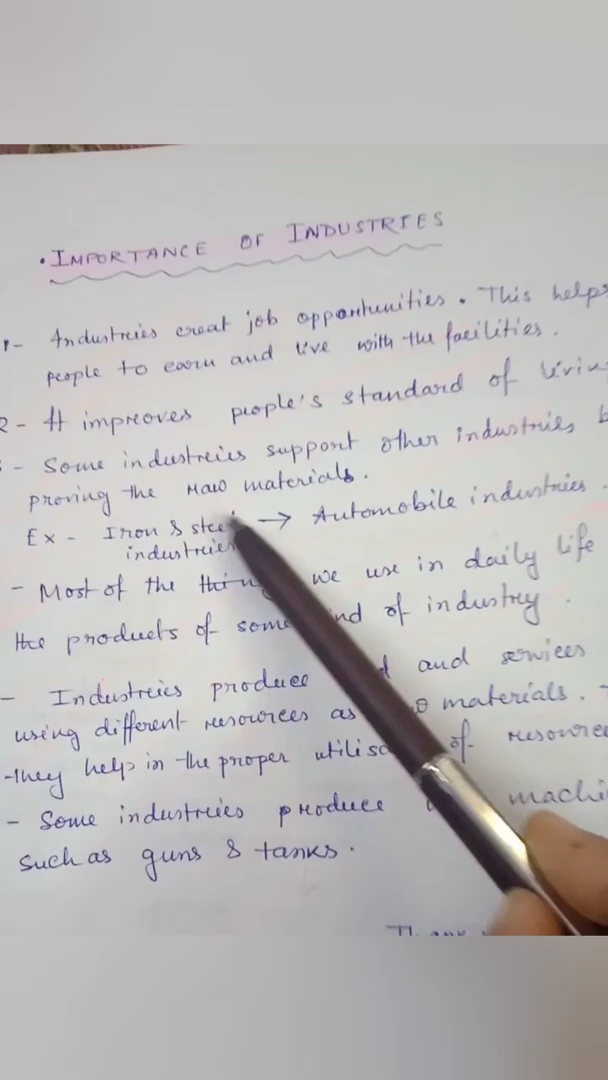 • IMPORTANCE OF INDUSTRIES
1- Industries creat job opportunities. This helps
people to earn and live with the facilities.
2- It improves people's standard of
- Some industries support other industries
proving the raw materials.
Ex - Iron & → Automobile industries.
industries
- Most of the we use in daily life
the products of some of industry.
- Industries produce and services
using different resources as materials.
- They help in the proper of
- Some industries produce
such as guns & tanks.